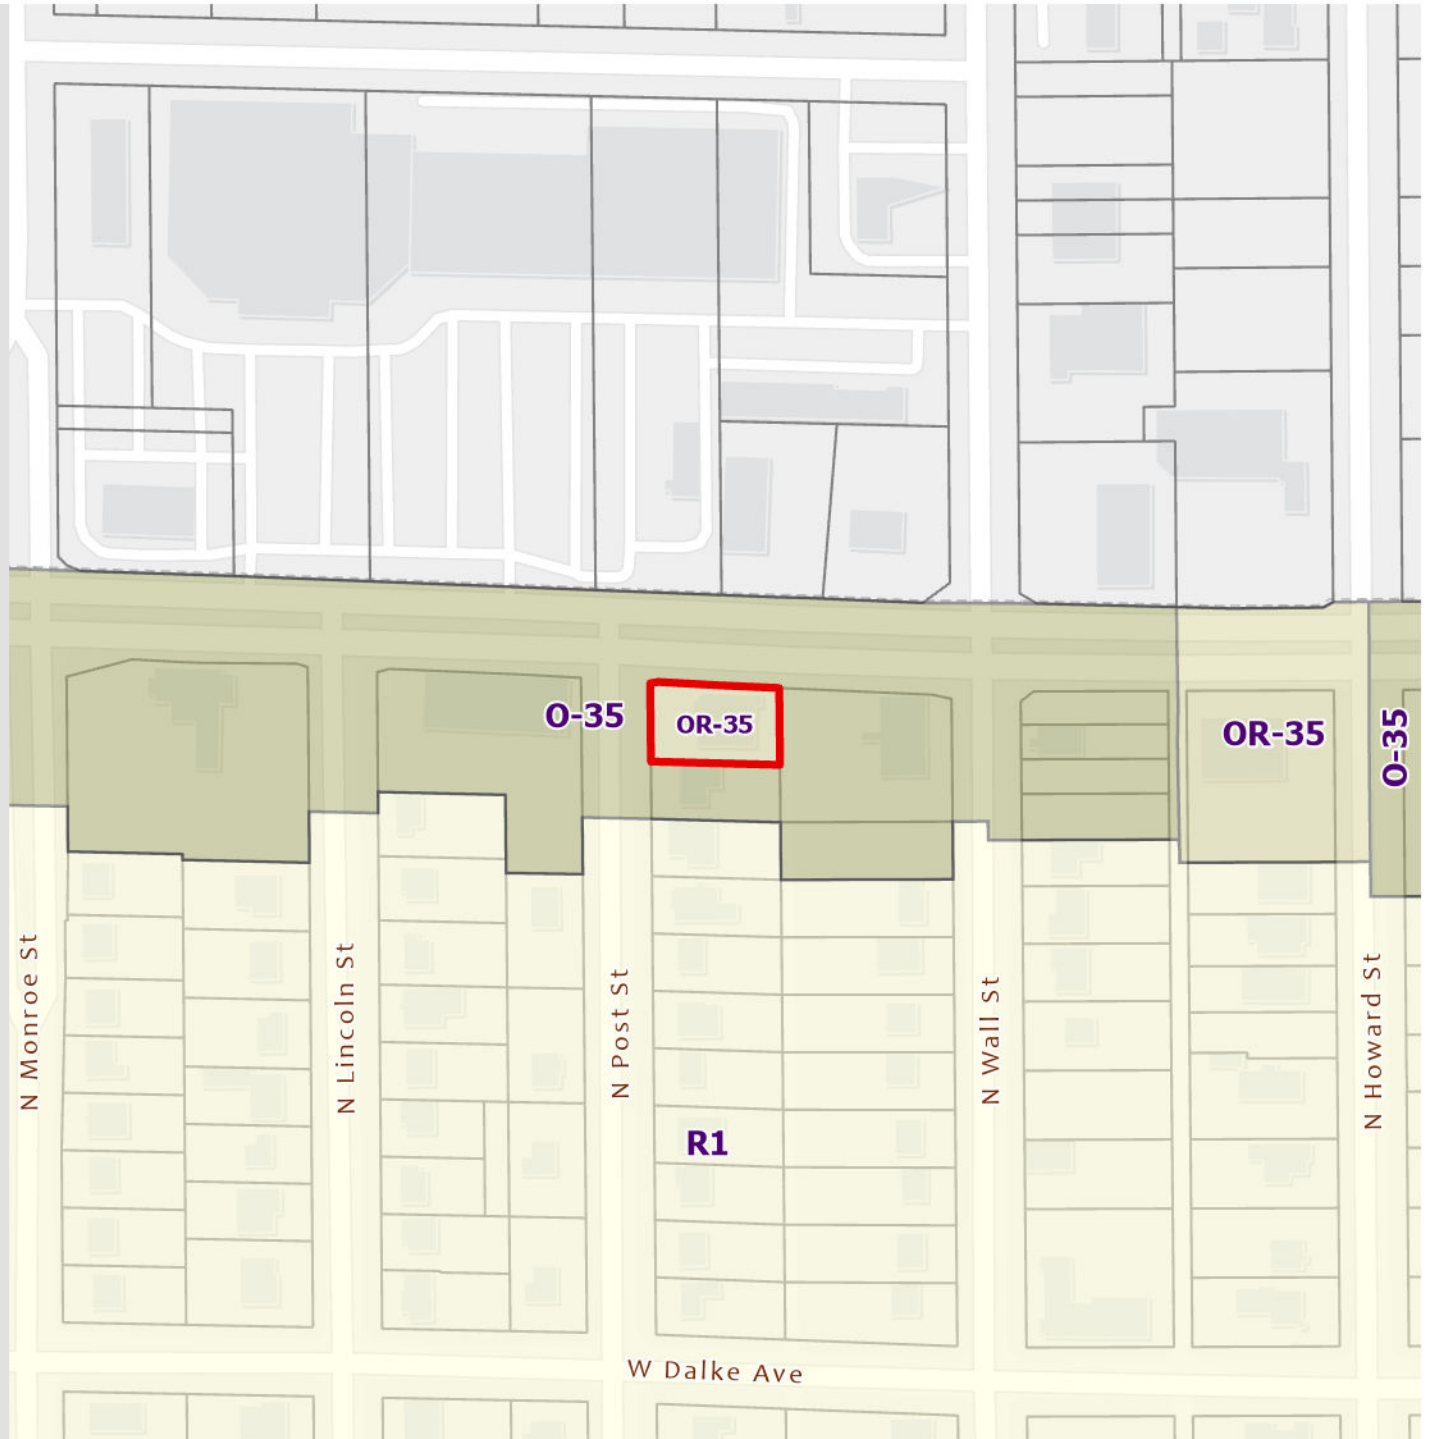 O-35
OR-35
OR-35
O-35
N Monroe St
N Lincoln St
N Post St
N Wall St
N Howard St
R1
W Dalke Ave